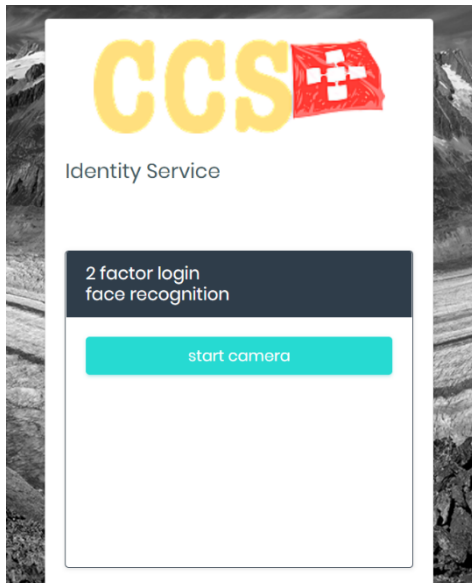 CCS
Identity Service
2 factor login
face recognition
start camera